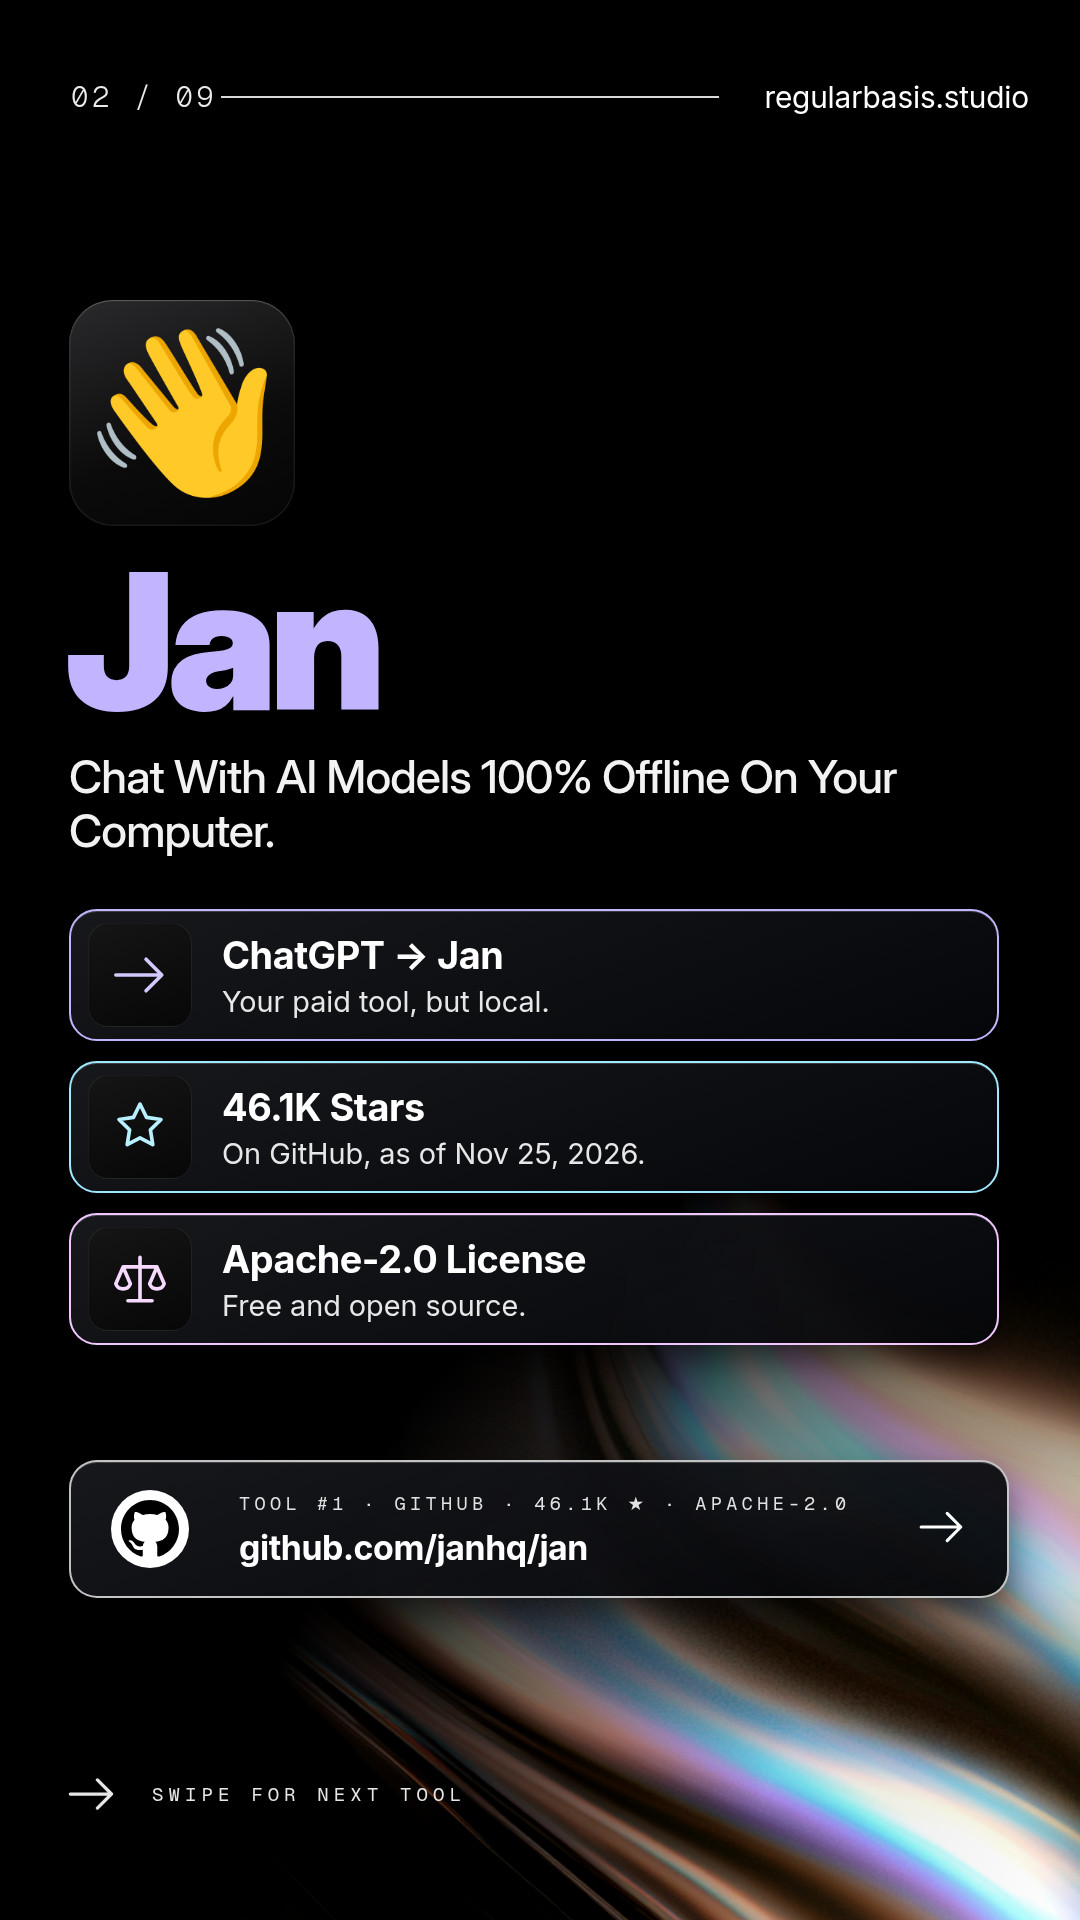 02 / 09
regularbasis.studio
Jan
Chat With AI Models 100% Offline On Your
Computer.
ChatGPT → Jan
Your paid tool, but local.
46.1K Stars
On GitHub, as of Nov 25, 2026.
Apache-2.0 License
Free and open source.
TOOL #1 · GITHUB · 46.1K ★ · APACHE-2.0
github.com/janhq/jan
SWIPE FOR NEXT TOOL